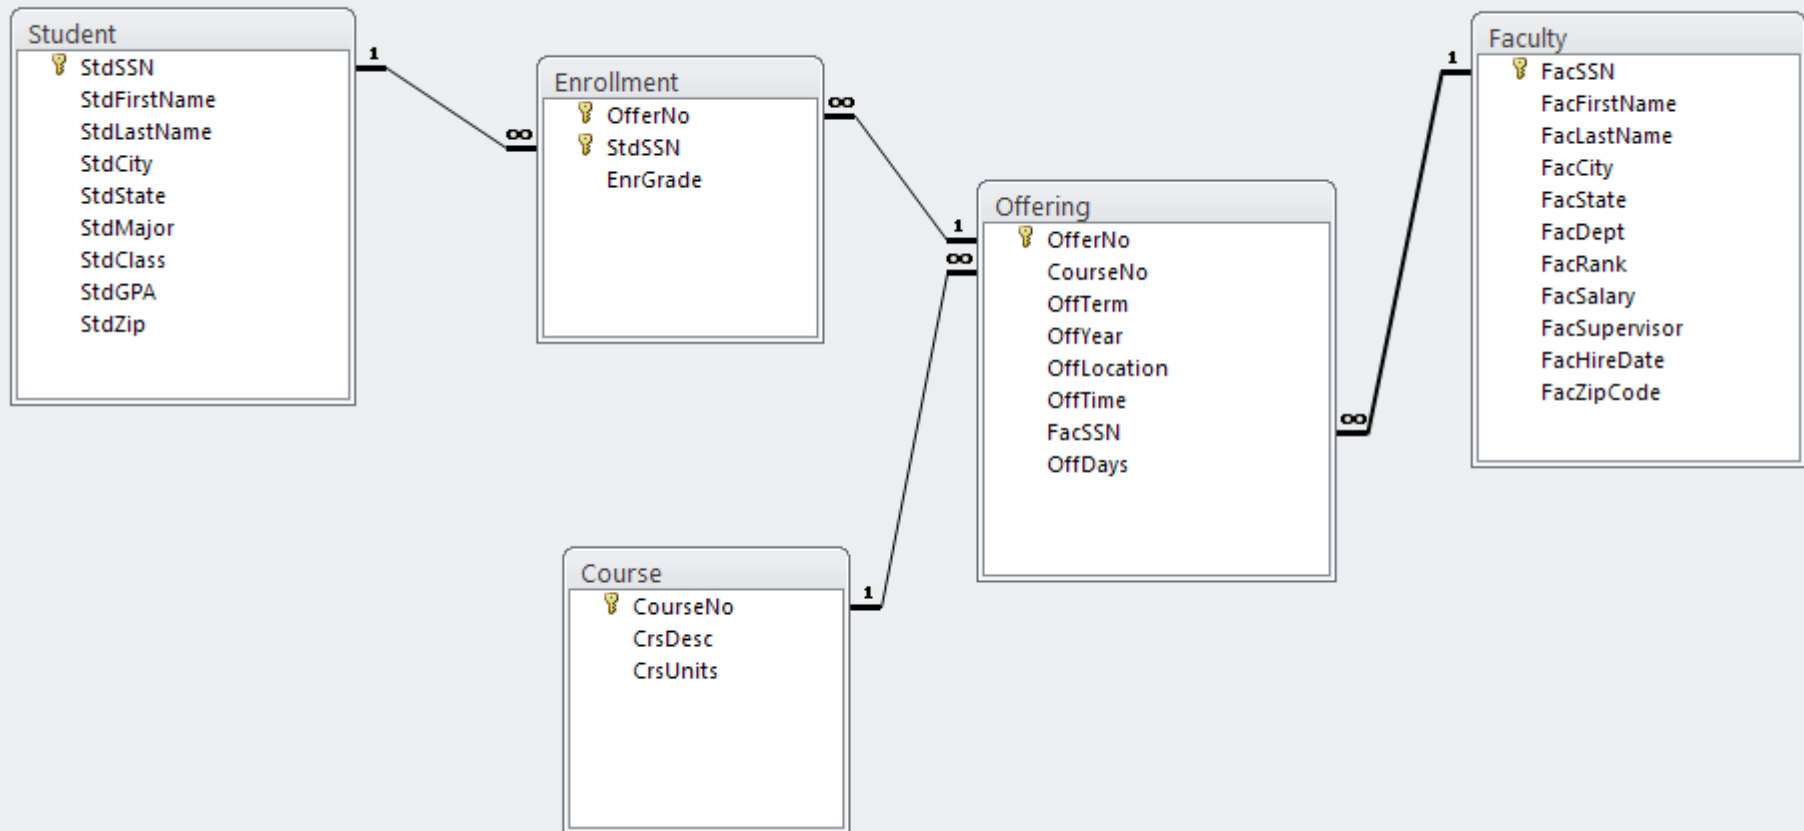 Student
StdSSN
StdFirstName
StdLastName
StdCity
StdState
StdMajor
StdClass
StdGPA
StdZip
1
∞
Enrollment
OfferNo
StdSSN
EnrGrade
∞
1
∞
Offering
OfferNo
CourseNo
OffTerm
OffYear
OffLocation
OffTime
FacSSN
OffDays
1
∞
Faculty
FacSSN
FacFirstName
FacLastName
FacCity
FacState
FacDept
FacRank
FacSalary
FacSupervisor
FacHireDate
FacZipCode
Course
CourseNo
CrsDesc
CrsUnits
1